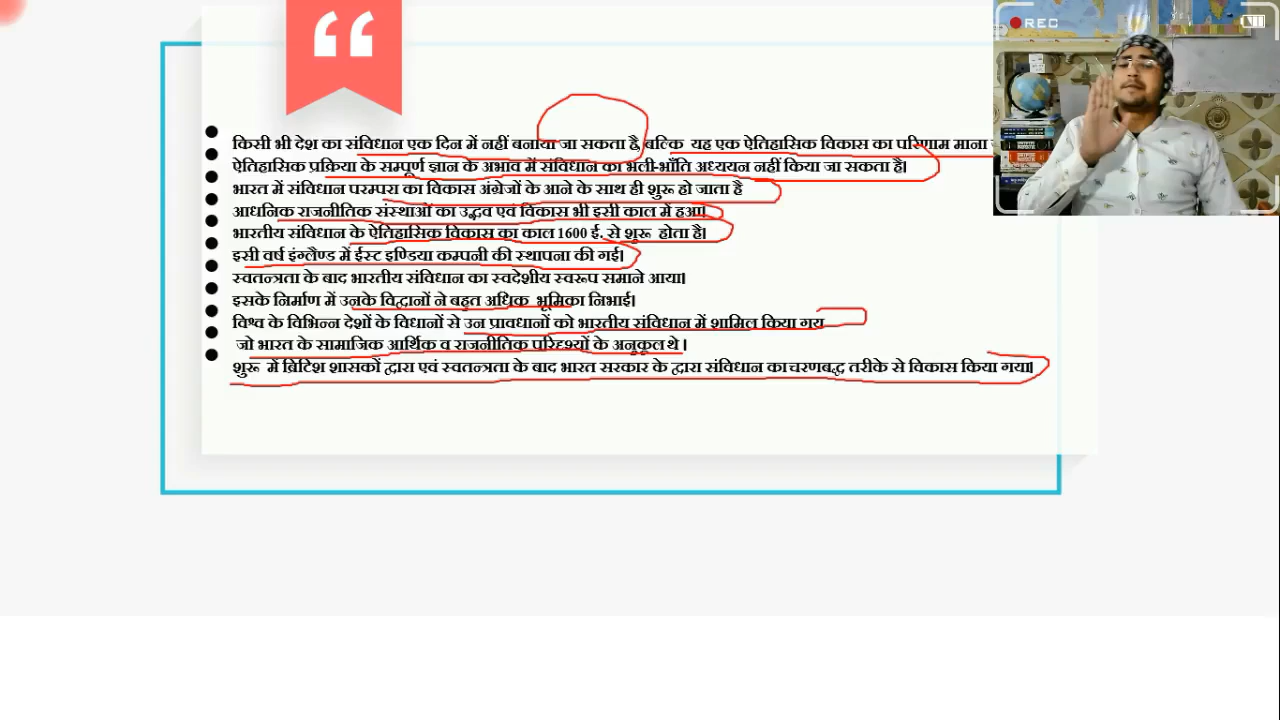 REC
किसी भी देश का संविधान एक दिन में नहीं बनाया जा सकता है, बल्कि यह एक ऐतिहासिक विकास का परिणाम माना
ऐतिहासिक प्रक्रिया के सम्पूर्ण ज्ञान के अभाव में संविधान का भली-भाँति अध्ययन नहीं किया जा सकता है।
भारत में संविधान परम्परा का विकास अंग्रेजों के आने के साथ ही शुरू हो जाता है
आधनिक राजनीतिक संस्थाओं का उद्भव एवं विकास भी इसी काल में हुआ।
भारतीय संविधान के ऐतिहासिक विकास का काल 1600 ई. से शुरू होता है।
इसी वर्ष इंग्लैण्ड में ईस्ट इण्डिया कम्पनी की स्थापना की गई।
स्वतन्त्रता के बाद भारतीय संविधान का स्वदेशीय स्वरूप समाने आया।
इसके निर्माण में उनके विद्वानों ने बहुत अधिक भूमिका निभाई।
विश्व के विभिन्न देशों के विधानों से उन प्रावधानों को भारतीय संविधान में शामिल किया गय
जो भारत के सामाजिक आर्थिक व राजनीतिक परिदृश्यों के अनुकूल थे ।
शुरू में ब्रिटिश शासकों द्वारा एवं स्वतन्त्रता के बाद भारत सरकार के द्वारा संविधान का चरणबद्ध तरीके से विकास किया गया।